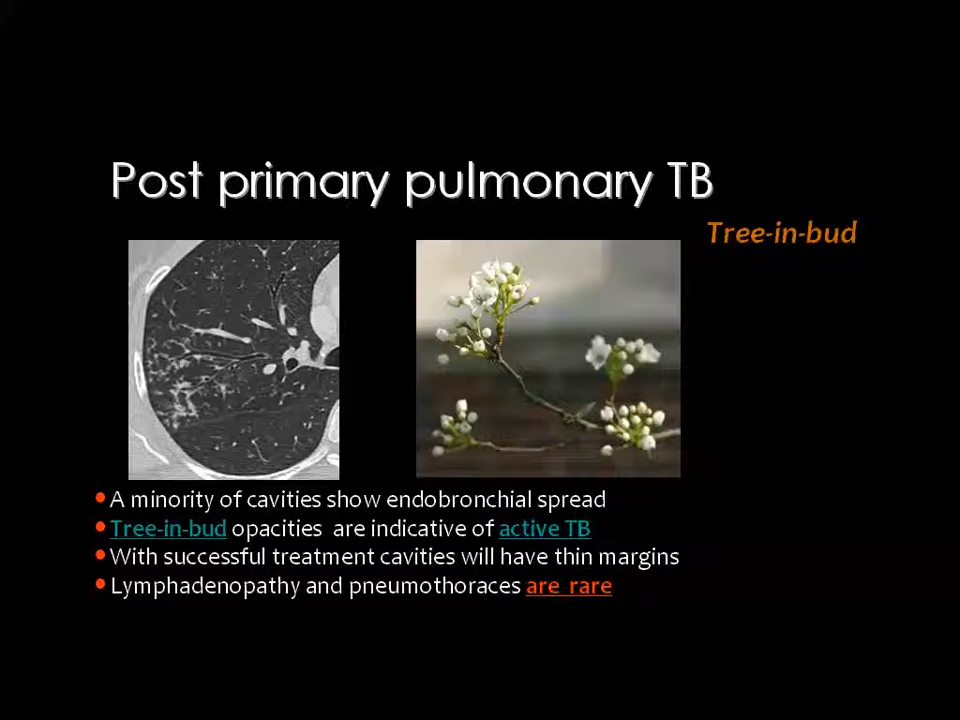 Post primary pulmonary TB
Tree-in-bud
•A minority of cavities show endobronchial spread
•Tree-in-bud opacities are indicative of active TB
•With successful treatment cavities will have thin margins
•Lymphadenopathy and pneumothoraces are rare